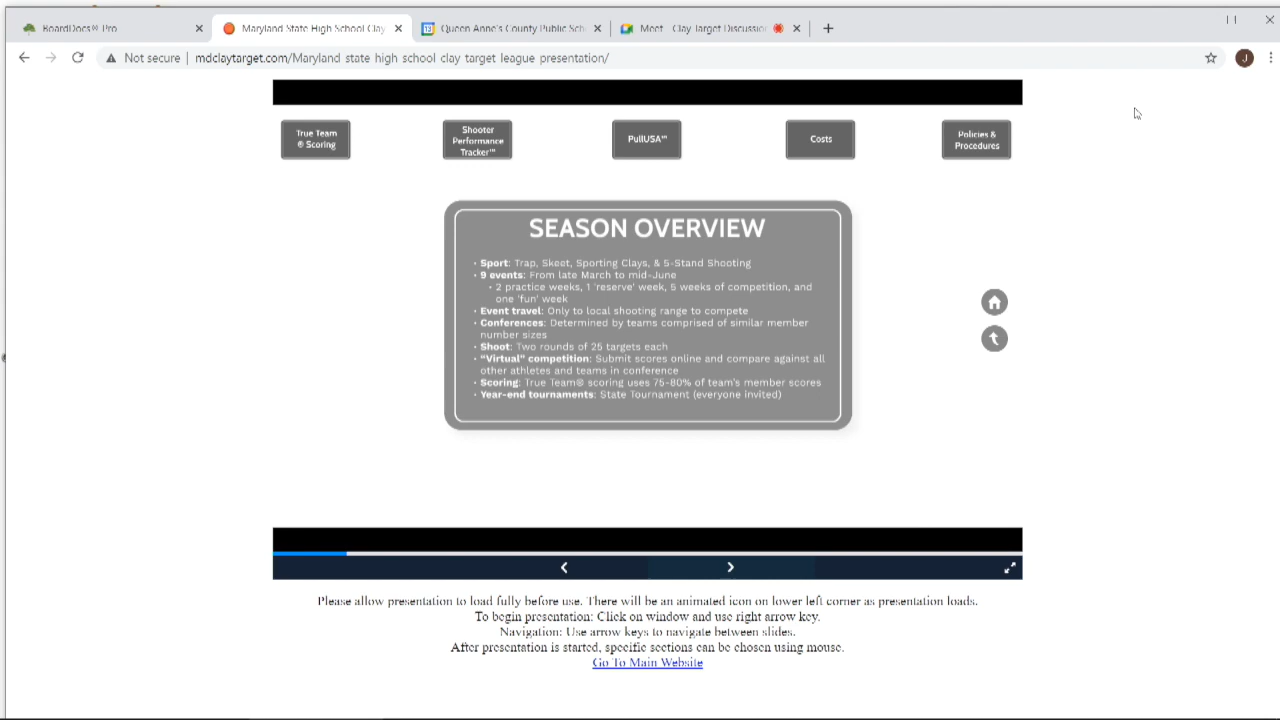 BoardDocs® Pro
Maryland State High School Clay
Queen Anne's County Public Sch
Meet - Clay Target Discussion
Not secure | mdclaytarget.com/Maryland state high school clay target league presentation/
J
True Team
® Scoring
Shooter
Performance
Tracker™
PullUSA℠
Costs
Policies &
Procedures
SEASON OVERVIEW
• Sport: Trap, Skeet, Sporting Clays, & 5-Stand Shooting
• 9 events: From late March to mid-June
• 2 practice weeks, 1 'reserve' week, 5 weeks of competition, and
one 'fun' week
• Event travel: Only to local shooting range to compete
• Conferences: Determined by teams comprised of similar member
number sizes
• Shoot: Two rounds of 25 targets each
• “Virtual” competition: Submit scores online and compare against all
other athletes and teams in conference
• Scoring: True Team® scoring uses 75-80% of team's member scores
• Year-end tournaments: State Tournament (everyone invited)
Please allow presentation to load fully before use. There will be an animated icon on lower left corner as presentation loads.
To begin presentation: Click on window and use right arrow key.
Navigation: Use arrow keys to navigate between slides.
After presentation is started, specific sections can be chosen using mouse.
Go To Main Website